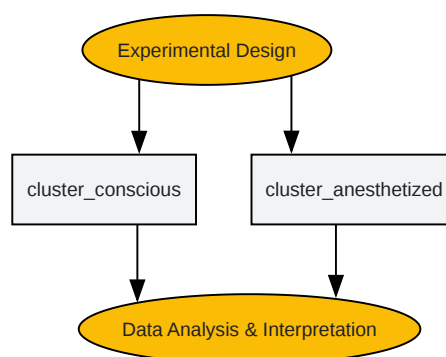 Experimental Design
cluster_conscious
cluster_anesthetized
Data Analysis & Interpretation